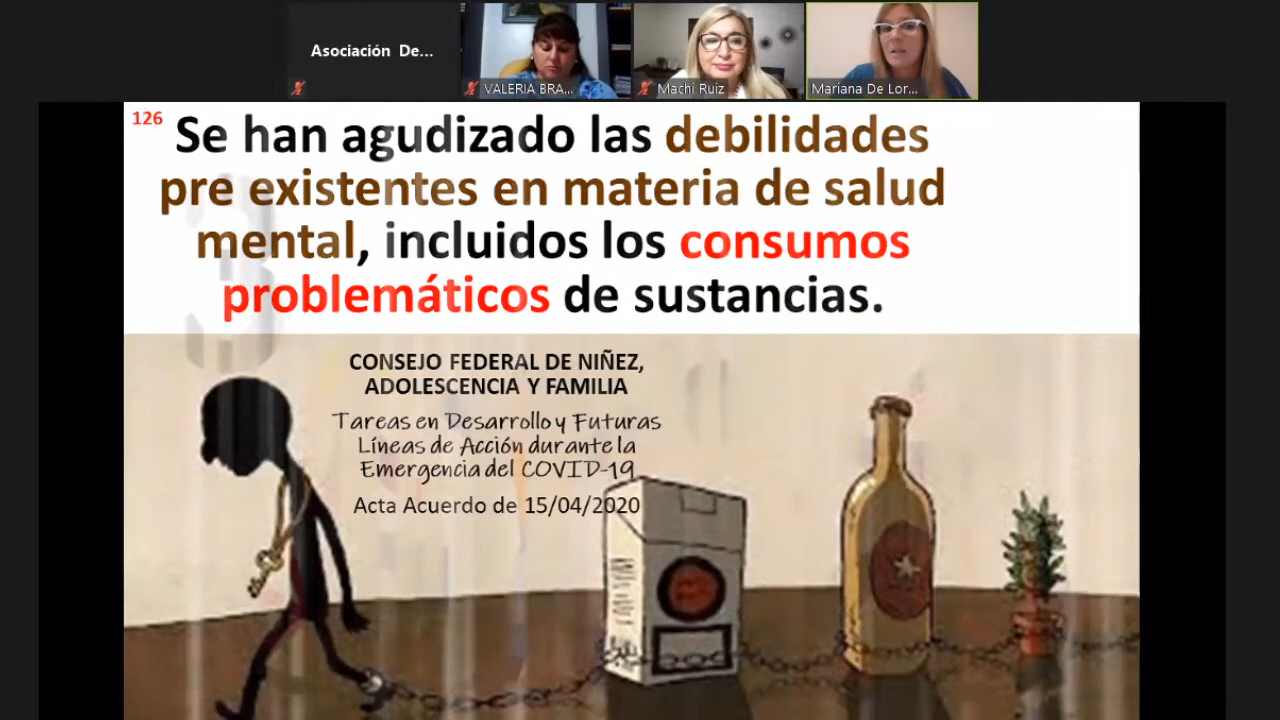 Asociación De...
VALERIA BRA...
Machi Ruiz
Mariana De Lor...
126
Se han agudizado las debilidades
pre existentes en materia de salud
mental, incluidos los consumos
problemáticos de sustancias.
3
CONSEJO FEDERAL DE NIÑEZ,
ADOLESCENCIA Y FAMILIA
Tareas en Desarrollo y Futuras
Líneas de Acción durante la
Emergencia del COVID-19
Acta Acuerdo de 15/04/2020